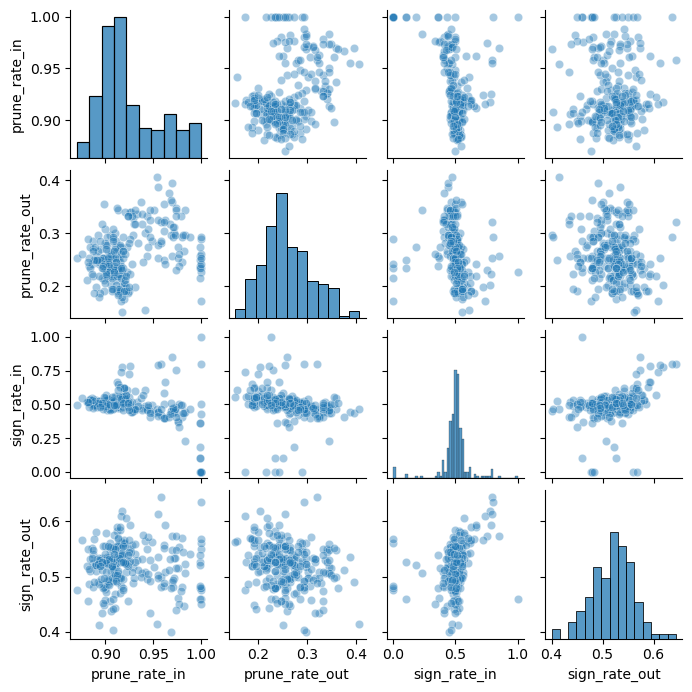 prune_rate_in
1.00
0.95
0.90
prune_rate_out
0.4
0.3
0.2
sign_rate_in
1.00
0.75
0.50
0.25
0.00
sign_rate_out
0.6
0.5
0.4
0.90 0.95 1.00 0.2 0.3 0.4 0.0 0.5 1.0 0.4 0.5 0.6
prune_rate_in prune_rate_out sign_rate_in sign_rate_out